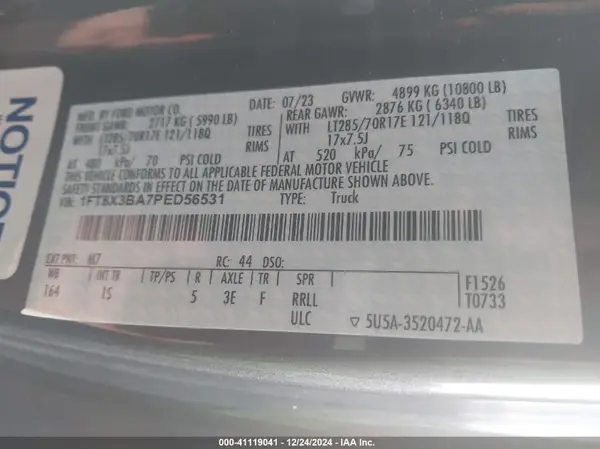 NOTICE
MFD. BY FORD MOTOR CO.
DATE: 07/23 GVWR: 4899 KG (10800 LB)
FRONT GAWR: 2717 KG (5990 LB)
REAR GAWR: 2876 KG (6340 LB)
WITH LT285/70R17E 121/118Q TIRES
WITH LT285/70R17E 121/118Q TIRES
17x7.5J RIMS
17x7.5J RIMS
AT 480 kPa/ 70 PSI COLD
AT 520 kPa/ 75 PSI COLD
THIS VEHICLE CONFORMS TO ALL APPLICABLE FEDERAL MOTOR VEHICLE
SAFETY STANDARDS IN EFFECT ON THE DATE OF MANUFACTURE SHOWN ABOVE.
VIN: 1FT8X3BA7PED56531 TYPE: Truck
EXT PNT: M7 RC: 44 DSO:
WB INT TR TP/PS R AXLE TR SPR
164 IS 5 3E F RRLL
ULC
F1526
T0733
▽ 5U5A-3520472-AA
000-41119041 - 12/24/2024 - IAA Inc.